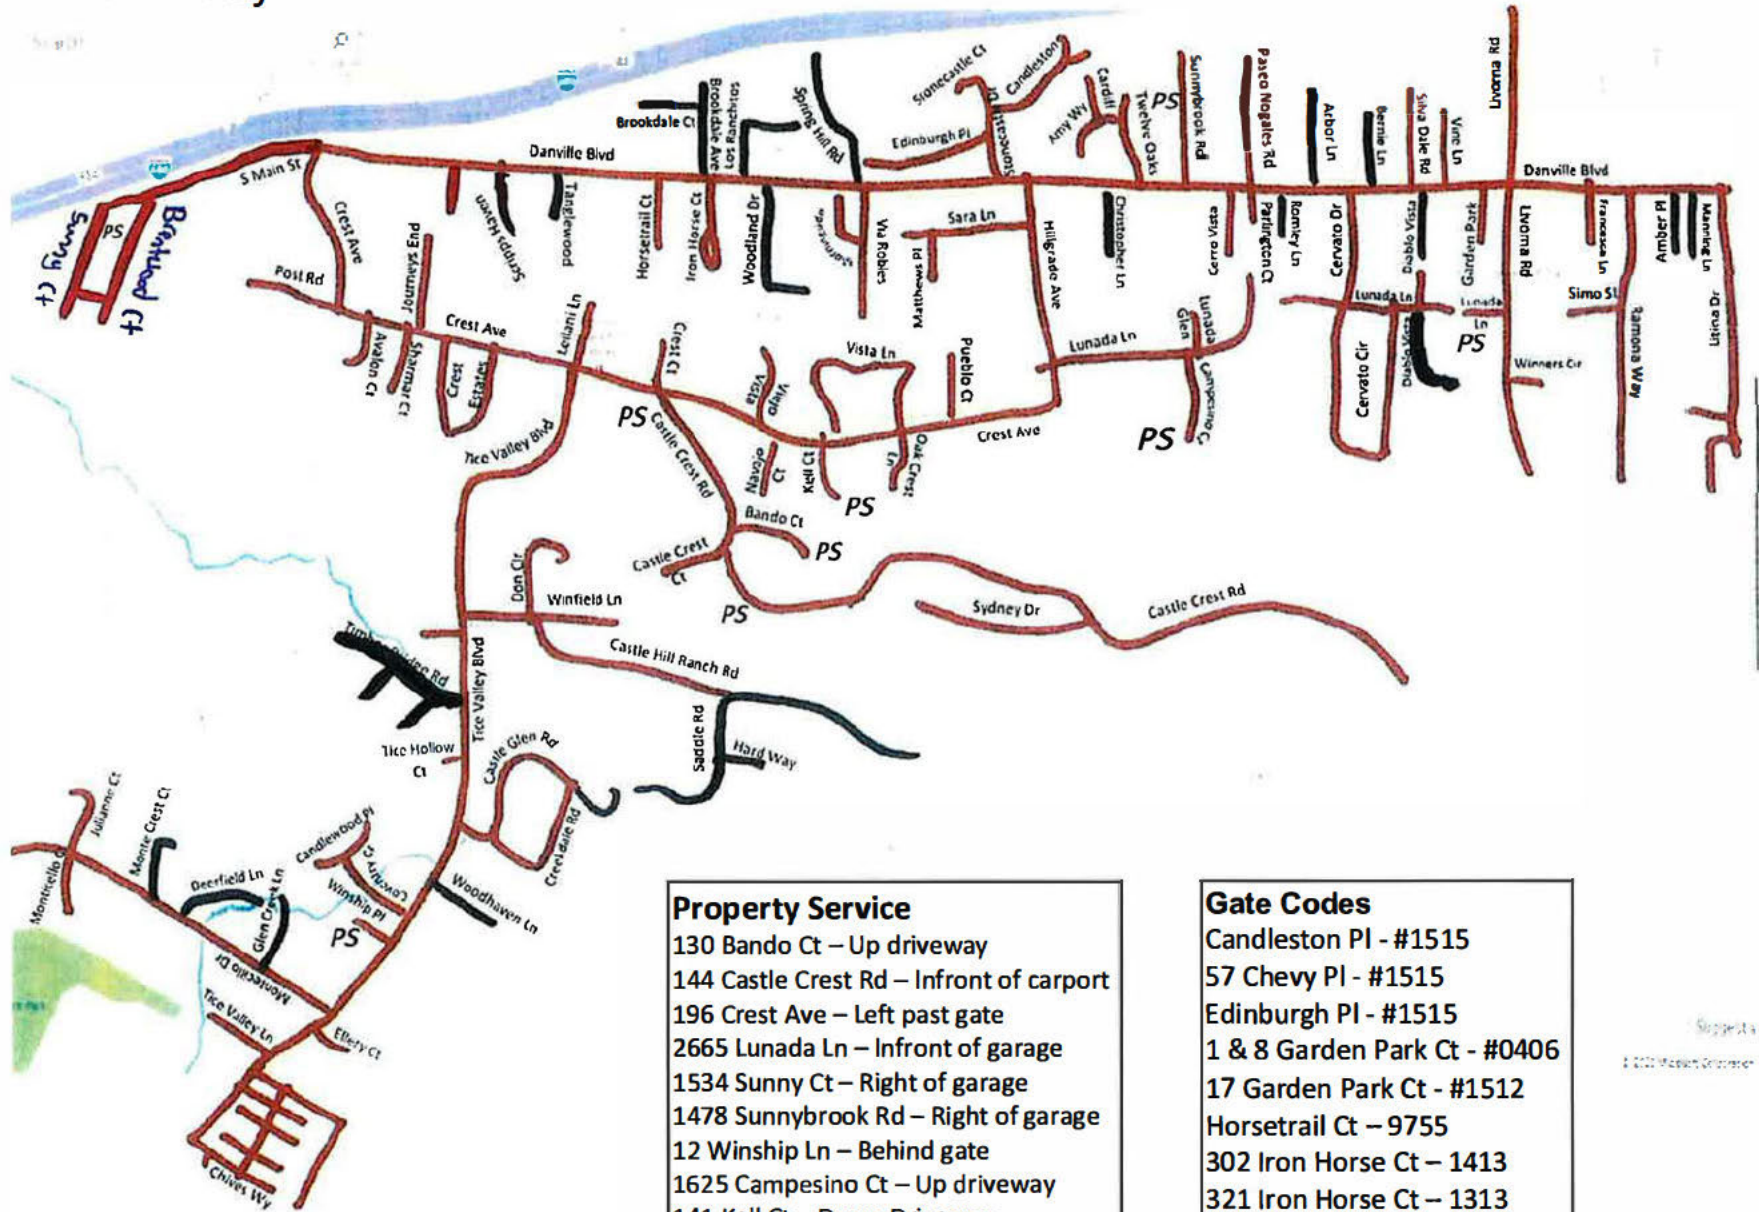 Stonecastle Ct
Candleston
Cardiff
Amy Wy
Twelve Oaks
PS
Sunnybrook Rd
Paseo Nogales Rd
Arbor Ln
Bernie Ln
Silva Dale Rd
Vine Ln
Livorna Rd
Brookdale Ct
Brookdale Ave
Los Ranchitos
Spring Hill Rd
Edinburgh Pl
Stonecastle Dr
Danville Blvd
Danville Blvd
S Main St
680
Sunny Ct
PS
Brentwood Ct
Crest Ave
Post Rd
Journeys End
Scripps Haven
Tanglewood
Horsetrail Ct
Iron Horse Ct
Woodland Dr
Via Robles
Sara Ln
Matthews Pl
Hillgrade Ave
Christopher Ln
Cerro Vista
Parlington Ct
Romley Ln
Cervato Dr
Diablo Vista
Garden Park
Livorna Rd
Francesca Ln
Amber Pl
Manning Ln
Lunada Ln
Lunada
Ln
PS
Simo St
Ramona Way
Litina Dr
Winners Cir
Diablo Vista
Cervato Cir
Avalon Ct
Sharmar Ct
Crest
Estates
Crest Ave
Leilani Ln
Crest Ct
PS
Castle Crest Rd
Tice Valley Blvd
Vista
Viejo
Vista Ln
Pueblo Ct
Navajo
Ct
Kell Ct
PS
Oak Crest
Ln
Crest Ave
Lunada Ln
Lunada
Glen
Campesino Ct
PS
Bando Ct
PS
Castle Crest
Ct
PS
Sydney Dr
Castle Crest Rd
Don Cir
Winfield Ln
Castle Hill Ranch Rd
Saddle Rd
Hard Way
Tice Valley Blvd
Tice Hollow
Ct
Castle Glen Rd
Creekdale Rd
Julianne Ct
Monte Crest Ct
Deerfield Ln
Glen Creek Ln
Candlewood Pl
Coventry Ct
Winship Pl
PS
Woodhaven Ln
Montecillo Dr
Tice Valley Ln
Ellery Ct
Chives Wy
Property Service
130 Bando Ct – Up driveway
144 Castle Crest Rd – Infront of carport
196 Crest Ave – Left past gate
2665 Lunada Ln – Infront of garage
1534 Sunny Ct – Right of garage
1478 Sunnybrook Rd – Right of garage
12 Winship Ln – Behind gate
1625 Campesino Ct – Up driveway
Gate Codes
Candleston Pl - #1515
57 Chevy Pl - #1515
Edinburgh Pl - #1515
1 & 8 Garden Park Ct - #0406
17 Garden Park Ct - #1512
Horsetrail Ct – 9755
302 Iron Horse Ct – 1413
321 Iron Horse Ct – 1313